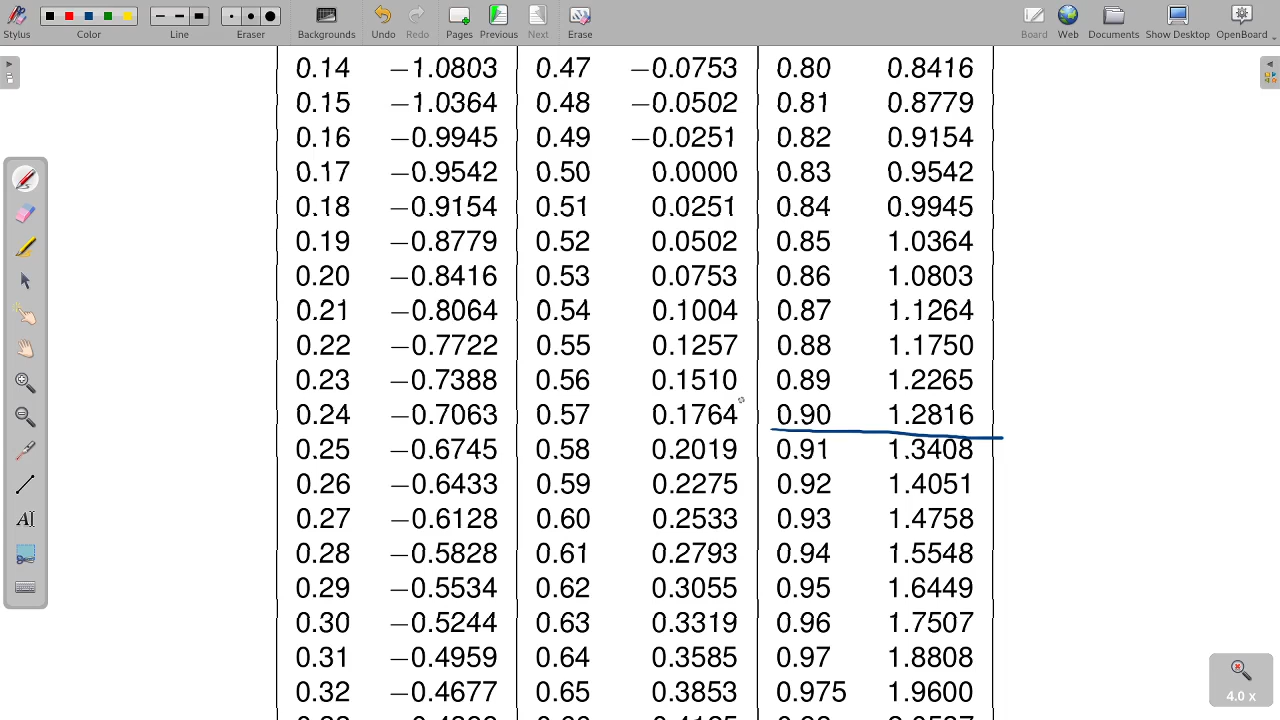 Stylus Color Line Eraser Backgrounds Undo Redo Pages Previous Next Erase Board Web Documents Show Desktop OpenBoard
0.14 −1.0803 0.47 −0.0753 0.80 0.8416
0.15 −1.0364 0.48 −0.0502 0.81 0.8779
0.16 −0.9945 0.49 −0.0251 0.82 0.9154
0.17 −0.9542 0.50 0.0000 0.83 0.9542
0.18 −0.9154 0.51 0.0251 0.84 0.9945
0.19 −0.8779 0.52 0.0502 0.85 1.0364
0.20 −0.8416 0.53 0.0753 0.86 1.0803
0.21 −0.8064 0.54 0.1004 0.87 1.1264
0.22 −0.7722 0.55 0.1257 0.88 1.1750
0.23 −0.7388 0.56 0.1510 0.89 1.2265
0.24 −0.7063 0.57 0.1764 0.90 1.2816
0.25 −0.6745 0.58 0.2019 0.91 1.3408
0.26 −0.6433 0.59 0.2275 0.92 1.4051
0.27 −0.6128 0.60 0.2533 0.93 1.4758
0.28 −0.5828 0.61 0.2793 0.94 1.5548
0.29 −0.5534 0.62 0.3055 0.95 1.6449
0.30 −0.5244 0.63 0.3319 0.96 1.7507
0.31 −0.4959 0.64 0.3585 0.97 1.8808
0.32 −0.4677 0.65 0.3853 0.975 1.9600
AI
4.0 x